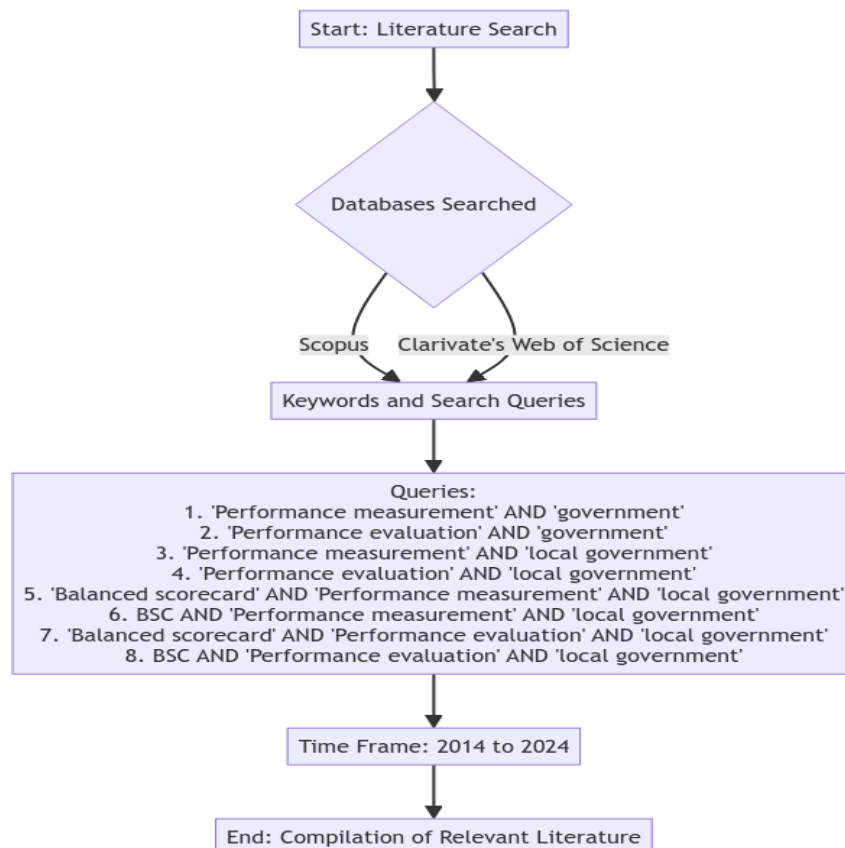 Start: Literature Search
Databases Searched
Scopus
Clarivate's Web of Science
Keywords and Search Queries
Queries:
1. 'Performance measurement' AND 'government'
2. 'Performance evaluation' AND 'government'
3. 'Performance measurement' AND 'local government'
4. 'Performance evaluation' AND 'local government'
5. 'Balanced scorecard' AND 'Performance measurement' AND 'local government'
6. BSC AND 'Performance measurement' AND 'local government'
7. 'Balanced scorecard' AND 'Performance evaluation' AND 'local government'
8. BSC AND 'Performance evaluation' AND 'local government'
Time Frame: 2014 to 2024
End: Compilation of Relevant Literature